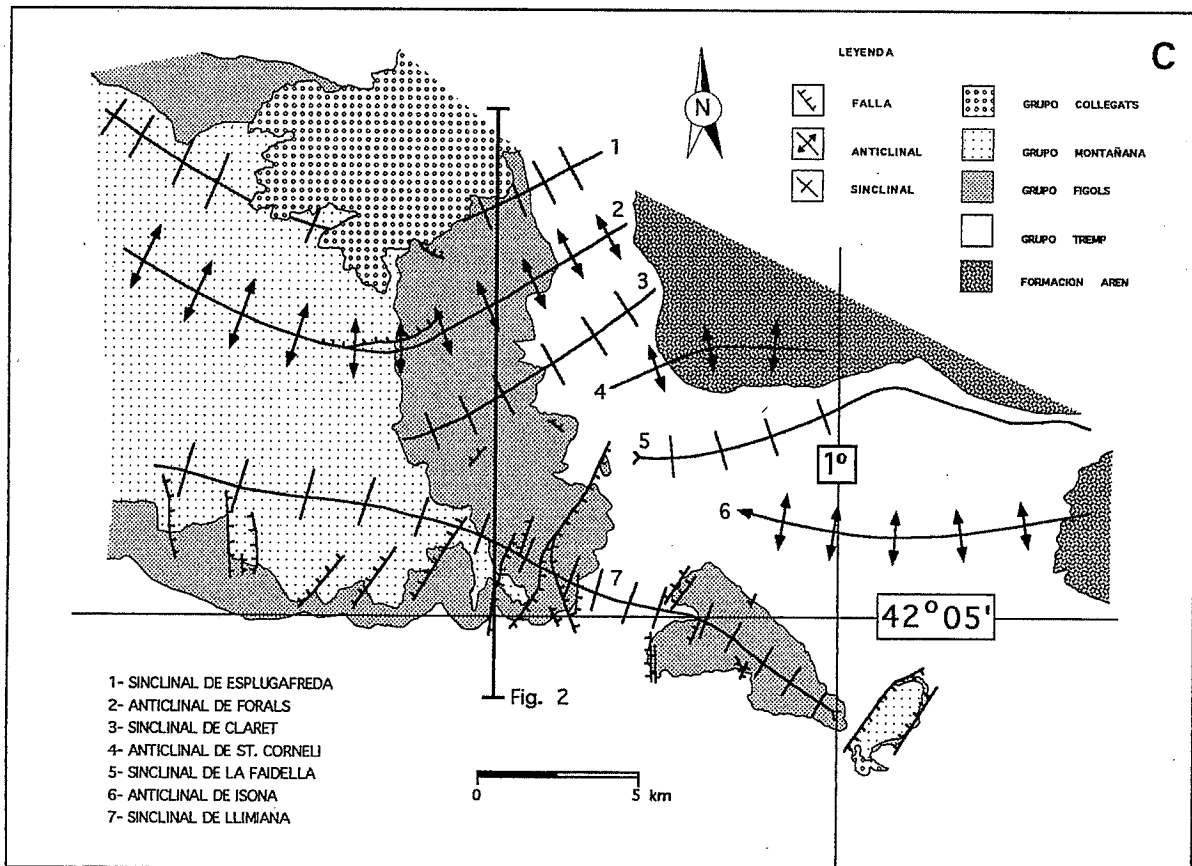 C
LEYENDA
N
FALLA
ANTICLINAL
SINCLINAL
GRUPO COLLEGATS
GRUPO MONTAÑANA
GRUPO FIGOLS
GRUPO TREMP
FORMACION AREN
1
2
3
4
5
1º
6
7
42º05'
Fig. 2
1- SINCLINAL DE ESPLUGAFREDA
2- ANTICLINAL DE FORALS
3- SINCLINAL DE CLARET
4- ANTICLINAL DE ST. CORNELI
5- SINCLINAL DE LA FAIDELLA
6- ANTICLINAL DE ISONA
7- SINCLINAL DE LLIMIANA
0 5 km